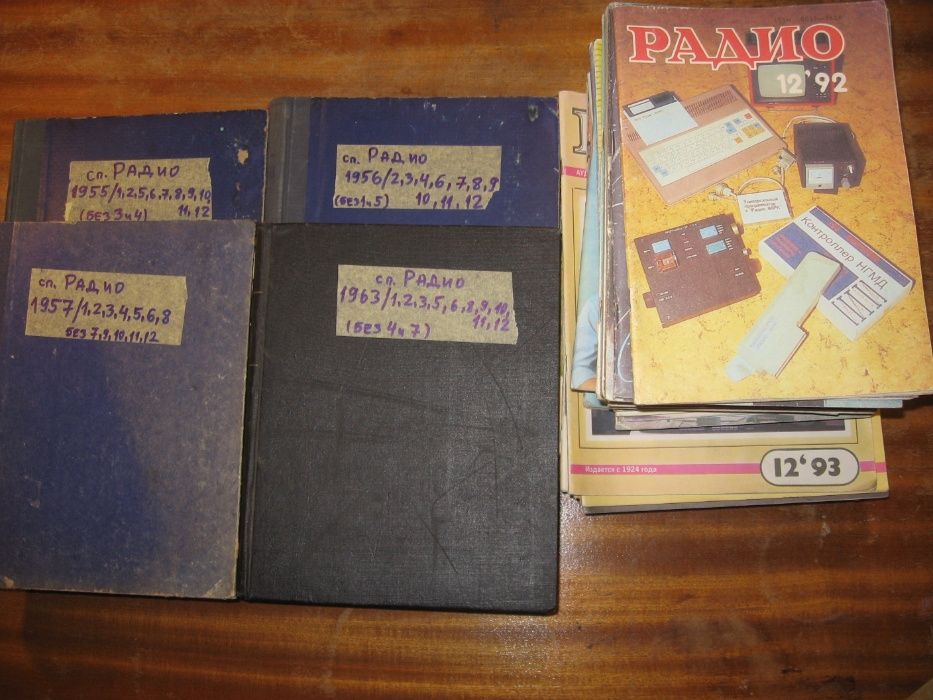 сп. РАДИО
1955/1,2,5,6,7,8,9,10,
11,12
(БЕЗ 3 и 4)
сп. РАДИО
1956/2,3,4,6,7,8,9
10,11,12
(БЕЗ 1 и 5)
сп. РАДИО
1957/1,2,3,4,5,6,8
БЕЗ 7,9,10,11,12
сп. РАДИО
1963/1,2,3,5,6,8,9,10,
11,12
(БЕЗ 4 и 7)
РАДИО
12'92
Контроллер НГМД
Издается с 1924 года
12'93